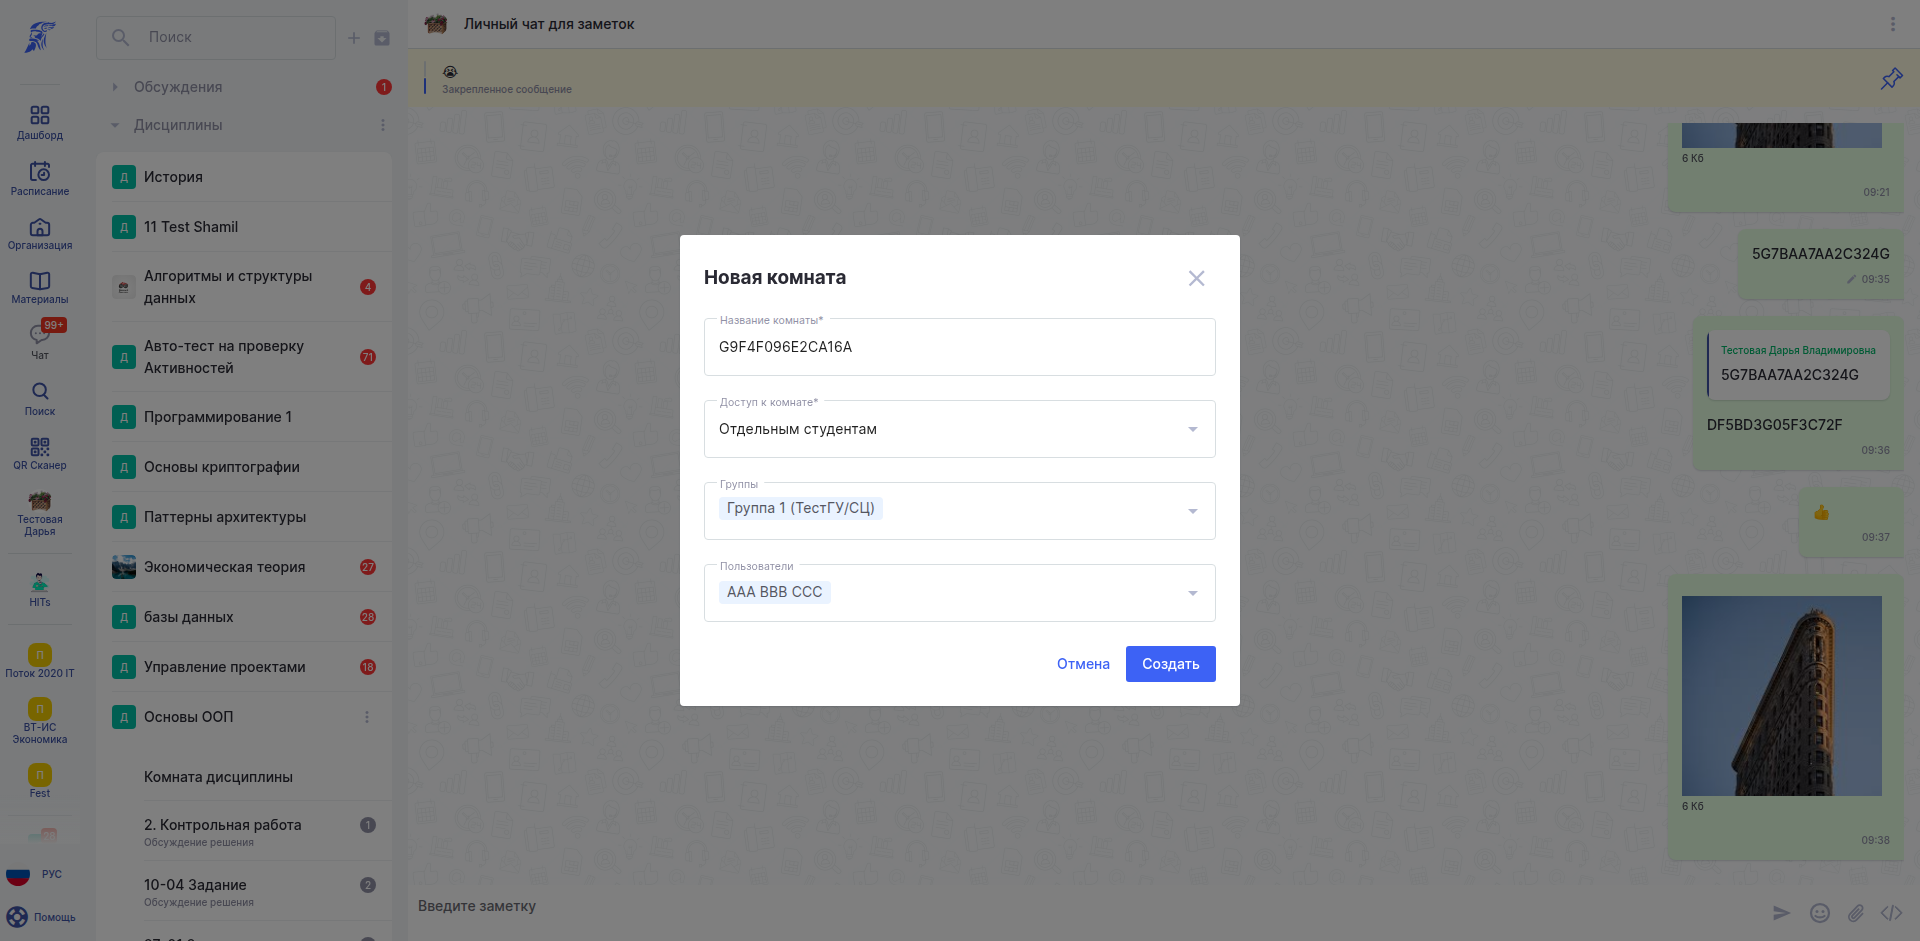 Дашборд
Расписание
Организация
Материалы
99+
Чат
Поиск
QR Сканер
Тестовая
Дарья
HITs
П
Поток 2020 IT
П
ВТ-ИС
Экономика
П
Fest
РУС
Помощь
Поиск
Обсуждения 1
Дисциплины
Д История
Д 11 Test Shamil
Алгоритмы и структуры
данных 4
Д Авто-тест на проверку
Активностей 71
Д Программирование 1
Д Основы криптографии
Д Паттерны архитектуры
Экономическая теория 27
Д базы данных 28
Д Управление проектами 18
Д Основы ООП
Комната дисциплины
2. Контрольная работа 1
Обсуждение решения
10-04 Задание 2
Обсуждение решения
Личный чат для заметок
Закрепленное сообщение
6 Кб
09:21
5G7BAA7AA2C324G
09:35
Тестовая Дарья Владимировна
5G7BAA7AA2C324G
DF5BD3G05F3C72F
09:36
09:37
6 Кб
09:38
Введите заметку
Новая комната
Название комнаты*
G9F4F096E2CA16A
Доступ к комнате*
Отдельным студентам
Группы
Группа 1 (ТестГУ/СЦ)
Пользователи
AAA BBB CCC
Отмена
Создать